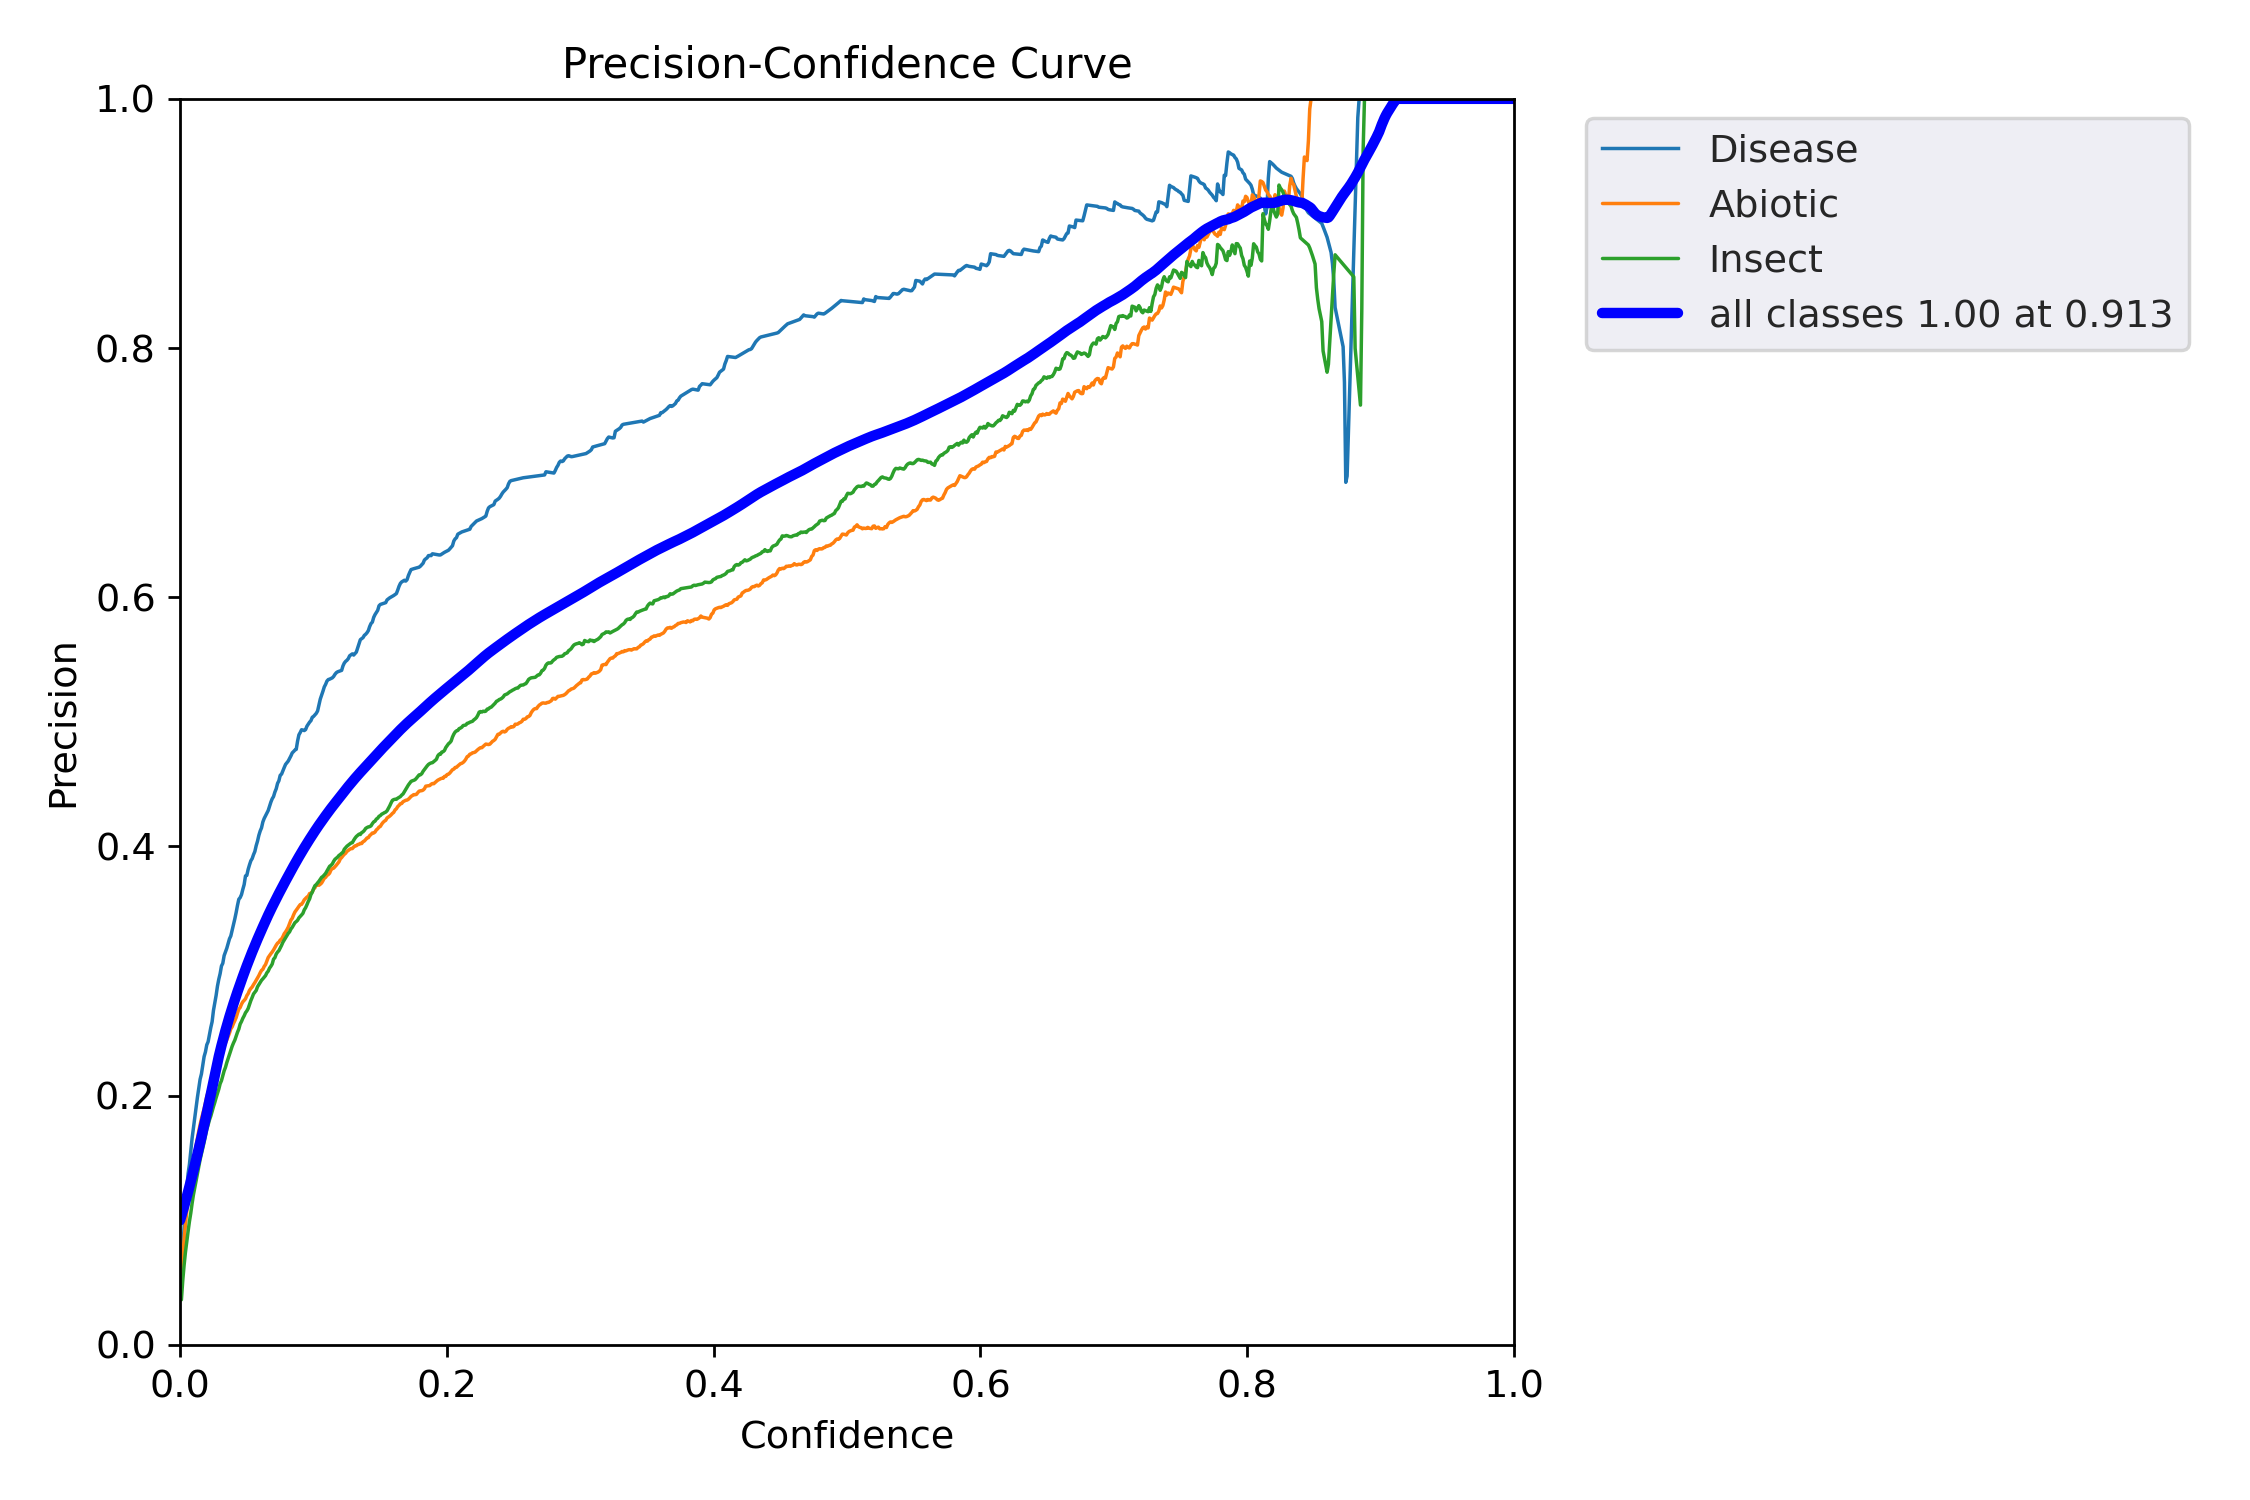 Precision-Confidence Curve
1.0
0.8
0.6
0.4
0.2
0.0
Precision
0.0 0.2 0.4 0.6 0.8 1.0
Confidence
Disease
Abiotic
Insect
all classes 1.00 at 0.913